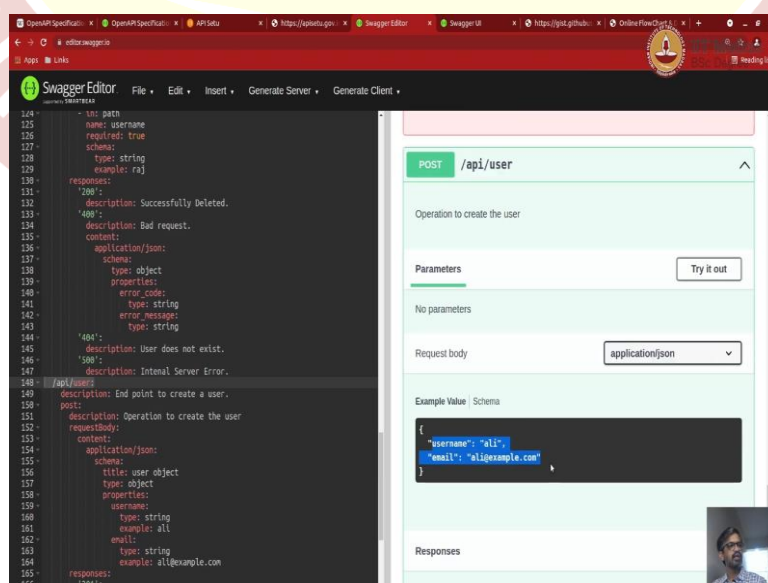 OpenAPI Specificatio x
OpenAPI Specificatio x
API Setu x
https://apisetu.gov.i x
Swagger Editor x
Swagger UI x
https://gist.github.c x
Online FlowChart & D x
editor.swagger.io
Apps Links
Reading li
Swagger Editor
SMARTBEAR
File Edit Insert Generate Server Generate Client
124 - in: path
125 name: username
126 required: true
127 schema:
128 type: string
129 example: raj
130 responses:
131 '200':
132 description: Successfully Deleted.
133 '400':
134 description: Bad request.
135 content:
136 application/json:
137 schema:
138 type: object
139 properties:
140 error_code:
141 type: string
142 error_message:
143 type: string
144 '404':
145 description: User does not exist.
146 '500':
147 description: Intenal Server Error.
148 /api/user:
149 description: End point to create a user.
150 post:
151 description: Operation to create the user
152 requestBody:
153 content:
154 application/json:
155 schema:
156 title: user object
157 type: object
158 properties:
159 username:
160 type: string
161 example: ali
162 email:
163 type: string
164 example: ali@example.com
165 responses:
POST /api/user
Operation to create the user
Parameters
Try it out
No parameters
Request body
application/json
Example Value | Schema
{
"username": "ali",
"email": "ali@example.com"
}
Responses